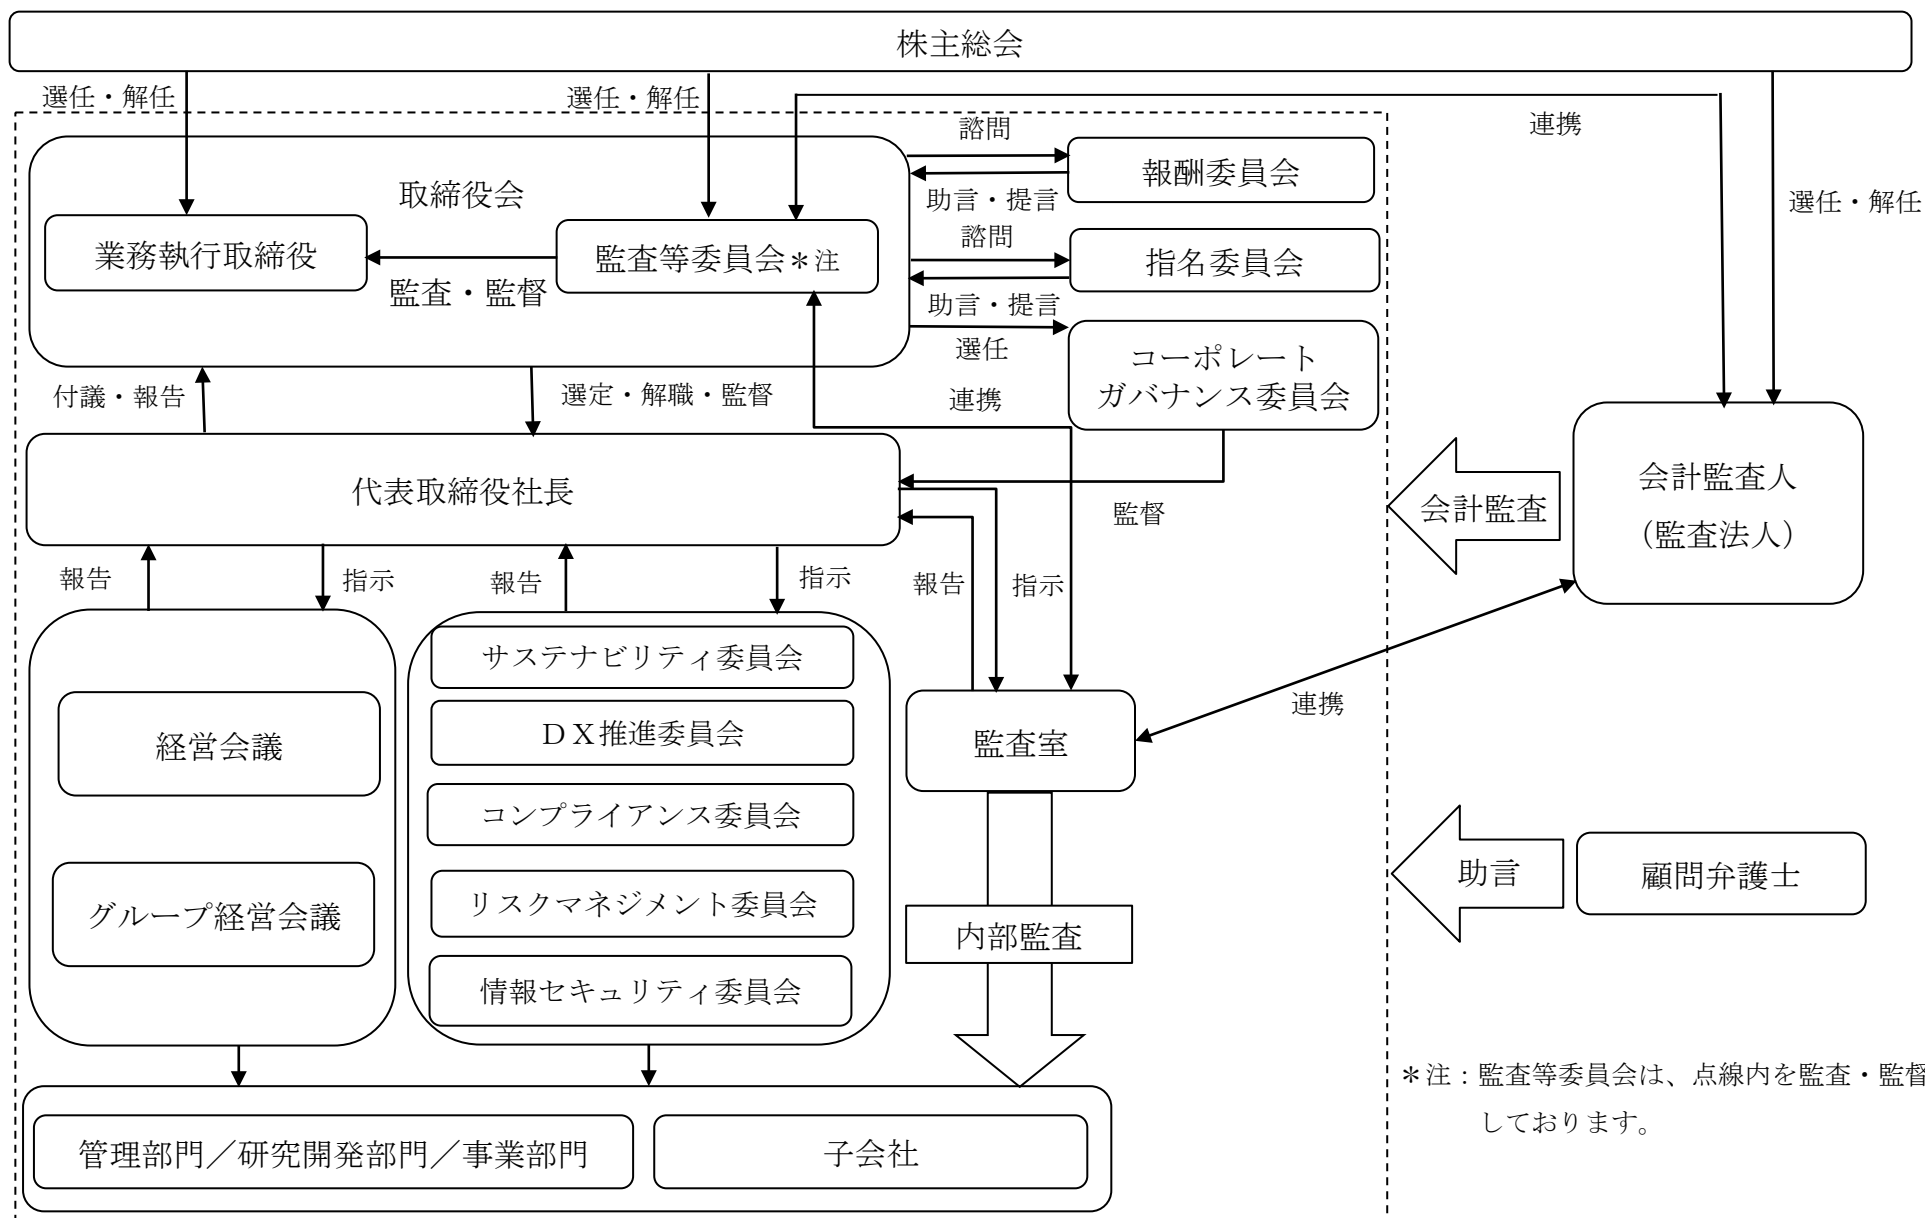 株主総会
選任・解任
選任・解任
連携
選任・解任
諮問
報酬委員会
助言・提言
取締役会
業務執行取締役
監査等委員会＊注
監査・監督
諮問
指名委員会
助言・提言
選任
コーポレート
ガバナンス委員会
付議・報告
選定・解職・監督
連携
代表取締役社長
監督
会計監査
会計監査人
（監査法人）
報告
指示
報告
指示
報告
指示
サステナビリティ委員会
ＤＸ推進委員会
コンプライアンス委員会
リスクマネジメント委員会
情報セキュリティ委員会
経営会議
グループ経営会議
監査室
連携
内部監査
助言
顧問弁護士
＊注：監査等委員会は、点線内を監査・監督
しております。
管理部門／研究開発部門／事業部門
子会社